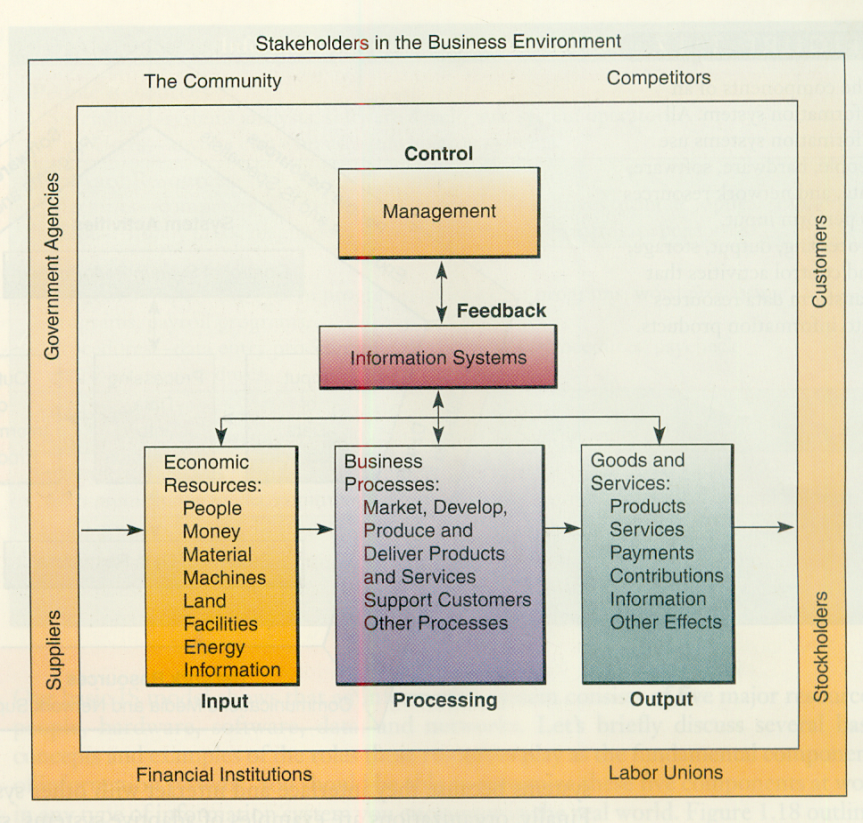 Stakeholders in the Business Environment
The Community
Competitors
Government Agencies
Customers
Control
Management
Feedback
Information Systems
Economic
Resources:
People
Money
Material
Machines
Land
Facilities
Energy
Information
Input
Business
Processes:
Market, Develop,
Produce and
Deliver Products
and Services
Support Customers
Other Processes
Processing
Goods and
Services:
Products
Services
Payments
Contributions
Information
Other Effects
Output
Suppliers
Stockholders
Financial Institutions
Labor Unions